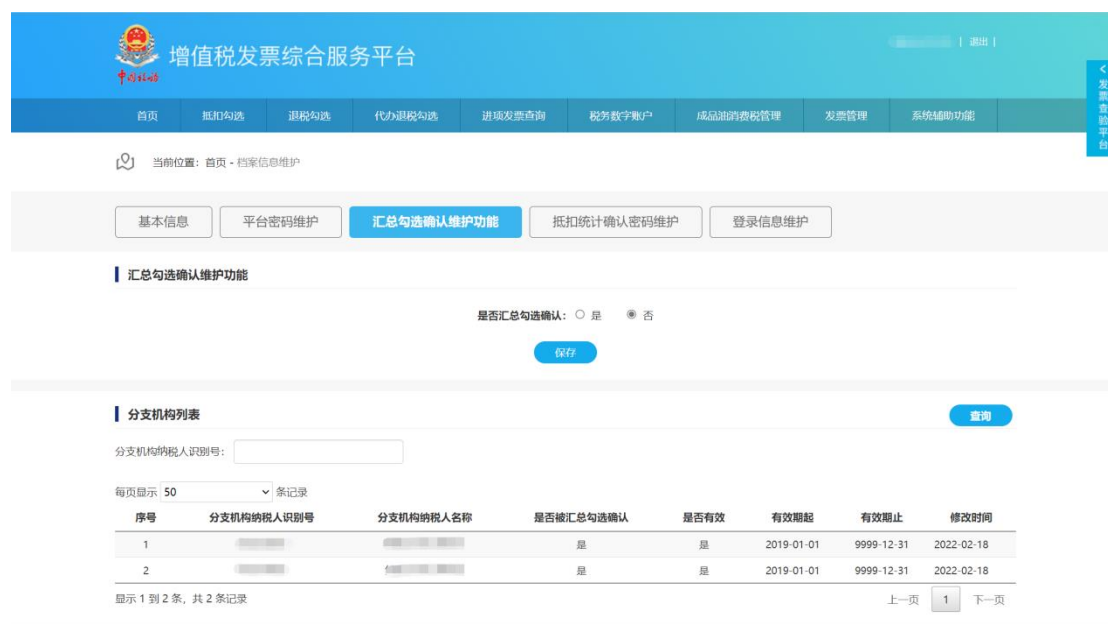 增值税发票综合服务平台
| 退出 |
中国税务
首页 抵扣勾选 退税勾选 代办退税勾选 进项发票查询 税务数字账户 成品油消费税管理 发票管理 系统辅助功能
< 发票查验平台
当前位置：首页 - 档案信息维护
基本信息 平台密码维护 汇总勾选确认维护功能 抵扣统计确认密码维护 登录信息维护
汇总勾选确认维护功能
是否汇总勾选确认： 是 否
保存
分支机构列表 查询
分支机构纳税人识别号：
每页显示 50 条记录
序号 分支机构纳税人识别号 分支机构纳税人名称 是否被汇总勾选确认 是否有效 有效期起 有效期止 修改时间
1 是 是 2019-01-01 9999-12-31 2022-02-18
2 是 是 2019-01-01 9999-12-31 2022-02-18
显示 1 到 2 条, 共 2 条记录 上一页 1 下一页